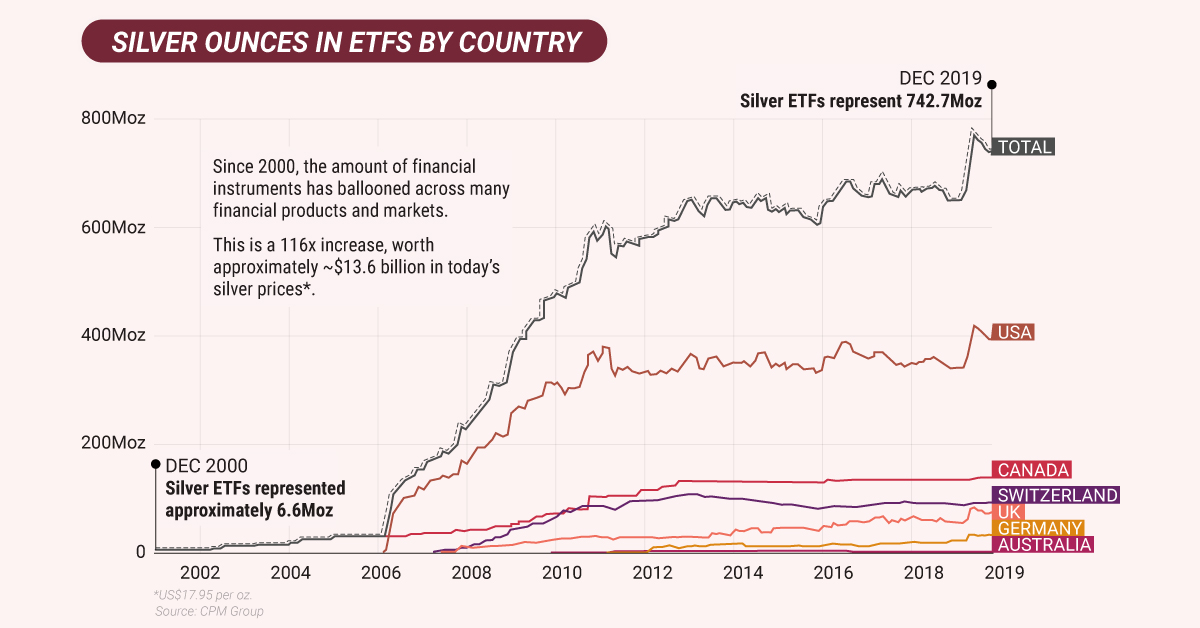 SILVER OUNCES IN ETFS BY COUNTRY
DEC 2019
Silver ETFs represent 742.7Moz
800Moz
TOTAL
Since 2000, the amount of financial
instruments has ballooned across many
financial products and markets.
This is a 116x increase, worth
approximately ~$13.6 billion in today's
silver prices*.
600Moz
400Moz
USA
200Moz
DEC 2000
Silver ETFs represented
approximately 6.6Moz
CANADA
SWITZERLAND
UK
GERMANY
AUSTRALIA
0
2002 2004 2006 2008 2010 2012 2014 2016 2018 2019
*US$17.95 per oz.
Source: CPM Group